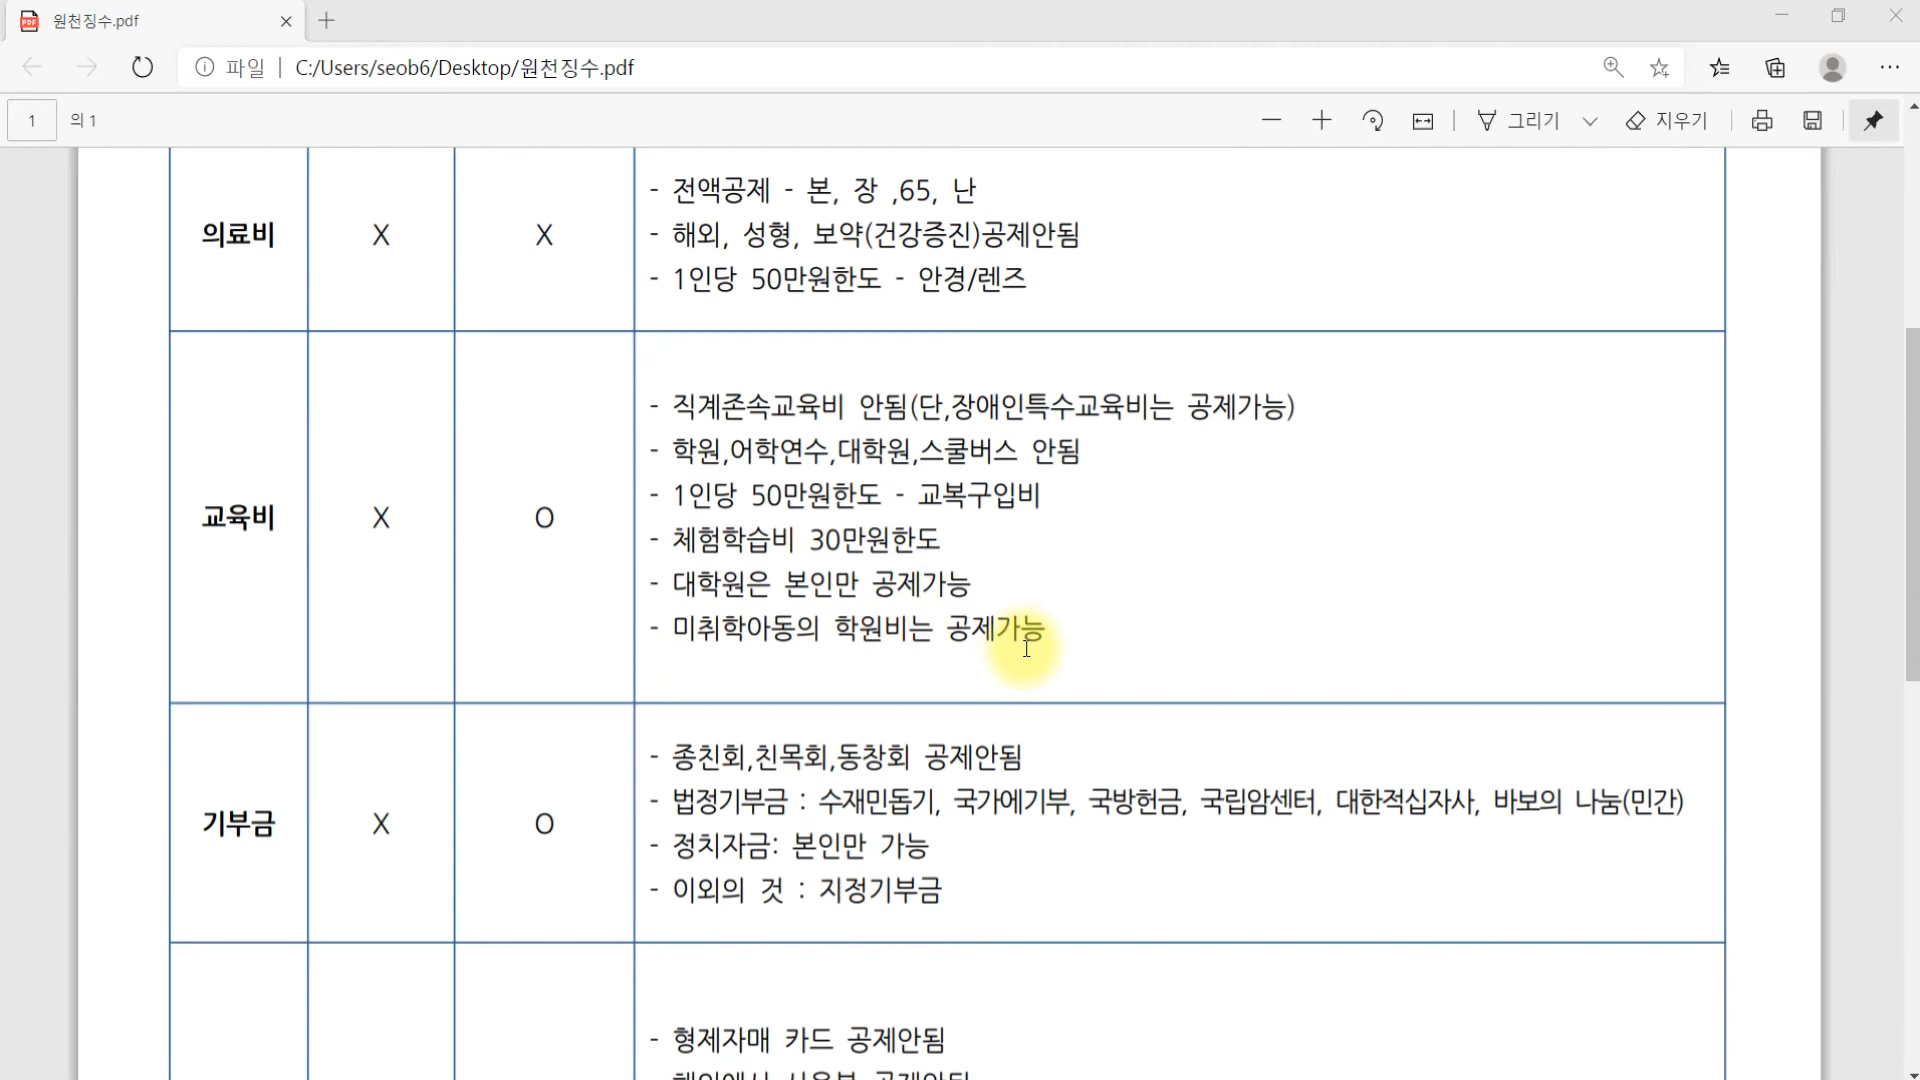 원천징수.pdf
파일 | C:/Users/seob6/Desktop/원천징수.pdf
1 의 1
그리기 지우기
의료비 X X
- 전액공제 - 본, 장 ,65, 난
- 해외, 성형, 보약(건강증진)공제안됨
- 1인당 50만원한도 - 안경/렌즈
교육비 X O
- 직계존속교육비 안됨(단,장애인특수교육비는 공제가능)
- 학원,어학연수,대학원,스쿨버스 안됨
- 1인당 50만원한도 - 교복구입비
- 체험학습비 30만원한도
- 대학원은 본인만 공제가능
- 미취학아동의 학원비는 공제가능
기부금 X O
- 종친회,친목회,동창회 공제안됨
- 법정기부금 : 수재민돕기, 국가에기부, 국방헌금, 국립암센터, 대한적십자사, 바보의 나눔(민간)
- 정치자금: 본인만 가능
- 이외의 것 : 지정기부금
- 형제자매 카드 공제안됨